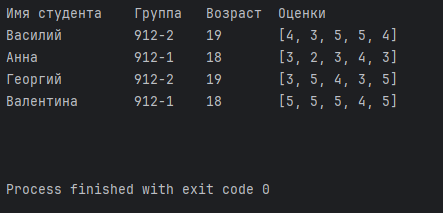 Имя студента Группа Возраст Оценки
Василий 912-2 19 [4, 3, 5, 5, 4]
Анна 912-1 18 [3, 2, 3, 4, 3]
Георгий 912-2 19 [3, 5, 4, 3, 5]
Валентина 912-1 18 [5, 5, 5, 4, 5]
Process finished with exit code 0